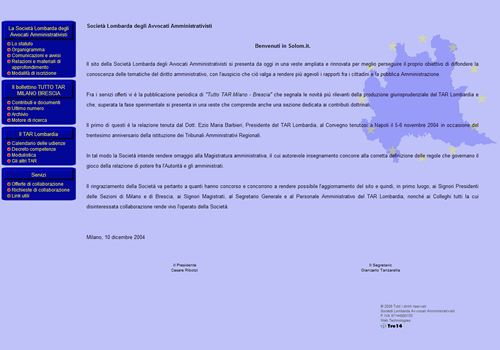 La Società Lombarda degli
Avvocati Amministrativisti
Lo statuto
Organigramma
Comunicazioni e avvisi
Relazioni e materiali di
approfondimento
Modalità di iscrizione
Il bollettino TUTTO TAR
MILANO BRESCIA
Contributi e documenti
Ultimo numero
Archivio
Motore di ricerca
Il TAR Lombardia
Calendario delle udienze
Decreto competenze
Modulistica
Gli altri TAR
Servizi
Offerte di collaborazione
Richieste di collaborazione
Link utili
Società Lombarda degli Avvocati Amministrativisti
Benvenuti in Solom.it.
Il sito della Società Lombarda degli Avvocati Amministrativisti si presenta da oggi in una veste ampliata e rinnovata per meglio perseguire il proprio obiettivo di diffondere la
conoscenza delle tematiche del diritto amministrativo, con l'auspicio che ciò valga a rendere più agevoli i rapporti fra i cittadini e la pubblica Amministrazione.
Fra i servizi offerti vi è la pubblicazione periodica di "Tutto TAR Milano - Brescia" che segnala le novità più rilevanti della produzione giurisprudenziale del TAR Lombardia e
che, superata la fase sperimentale si presenta in una veste che comprende anche una sezione dedicata ai contributi dottrinari.
Il primo di questi è la relazione tenuta dal Dott. Ezio Maria Barbieri, Presidente del TAR Lombardia, al Convegno tenutosi a Napoli il 5-6 novembre 2004 in occasione del
trentesimo anniversario della istituzione dei Tribunali Amministrativi Regionali.
In tal modo la Società intende rendere omaggio alla Magistratura amministrativa, il cui autorevole insegnamento concorre alla corretta definizione delle regole che governano il
gioco della relazione di potere fra l'Autorità e gli amministrati.
Il ringraziamento della Società va pertanto a quanti hanno concorso e concorrono a rendere possibile l'aggiornamento del sito e quindi, in primo luogo, ai Signori Presidenti
delle Sezioni di Milano e di Brescia, ai Signori Magistrati, al Segretario Generale e al Personale Amministrativo del TAR Lombardia, nonché ai Colleghi tutti la cui
disinteressata collaborazione rende vivo l'operato della Società.
Milano, 10 dicembre 2004
Il Presidente
Cesare Ribolzi
Il Segretario
Giancarlo Tanzarella
Tutti i diritti riservati
Società Lombarda Avvocati Amministrativisti
Web Technologies
Tre14